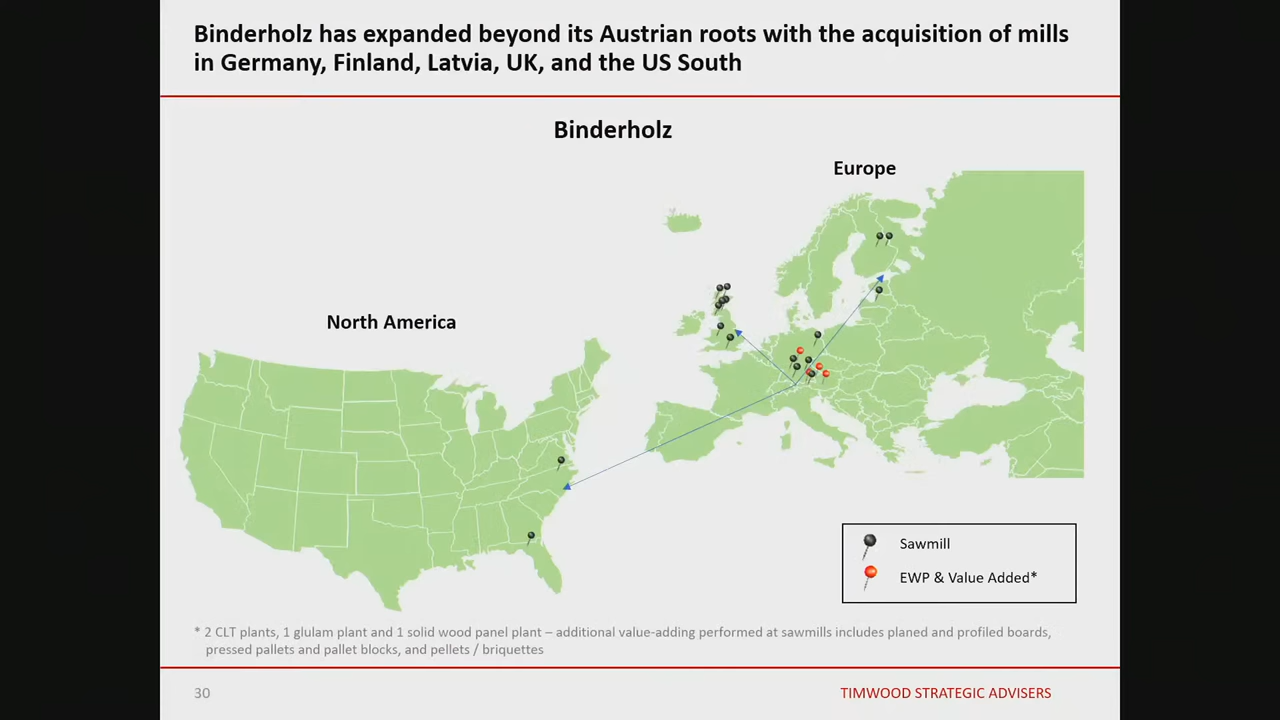 Binderholz has expanded beyond its Austrian roots with the acquisition of mills
in Germany, Finland, Latvia, UK, and the US South
Binderholz
Europe
North America
Sawmill
EWP & Value Added*
* 2 CLT plants, 1 glulam plant and 1 solid wood panel plant – additional value-adding performed at sawmills includes planed and profiled boards,
pressed pallets and pallet blocks, and pellets / briquettes
30
TIMWOOD STRATEGIC ADVISERS